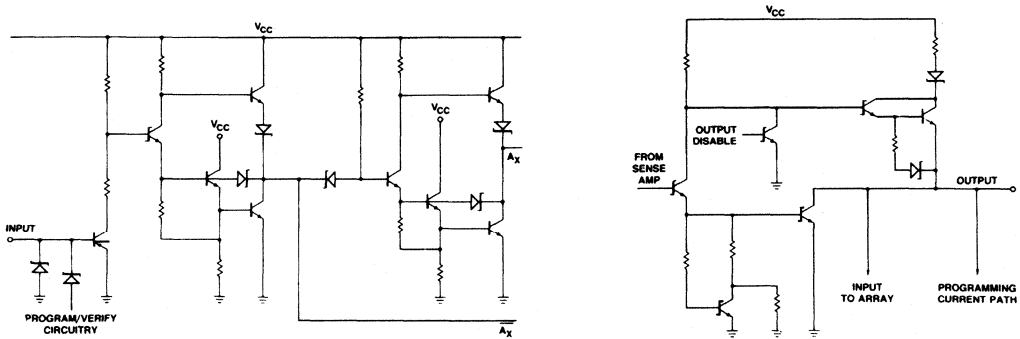 VCC
VCC
VCC
AX
INPUT
PROGRAM/VERIFY
CIRCUITRY
AX
VCC
OUTPUT
DISABLE
FROM
SENSE
AMP
OUTPUT
INPUT
TO ARRAY
PROGRAMMING
CURRENT PATH